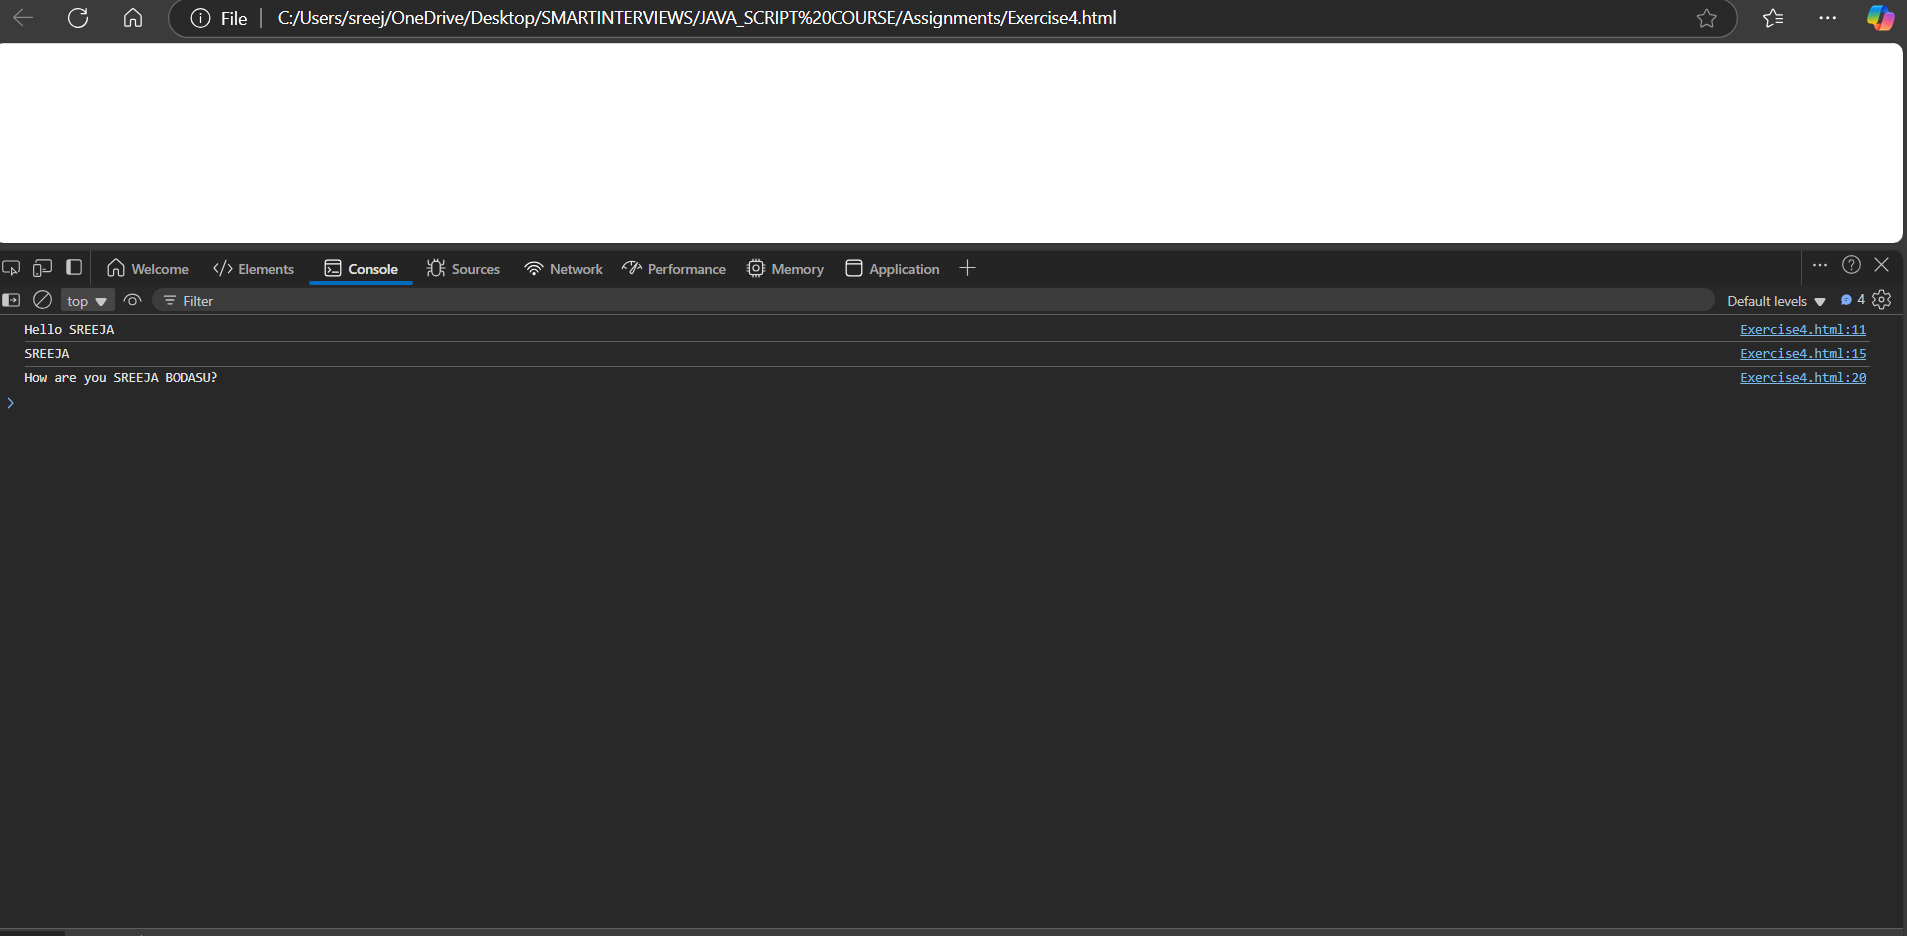 File C:/Users/sreej/OneDrive/Desktop/SMARTINTERVIEWS/JAVA_SCRIPT%20COURSE/Assignments/Exercise4.html
Welcome Elements Console Sources Network Performance Memory Application
top Filter Default levels 4
Hello SREEJA Exercise4.html:11
SREEJA Exercise4.html:15
How are you SREEJA BODASU? Exercise4.html:20